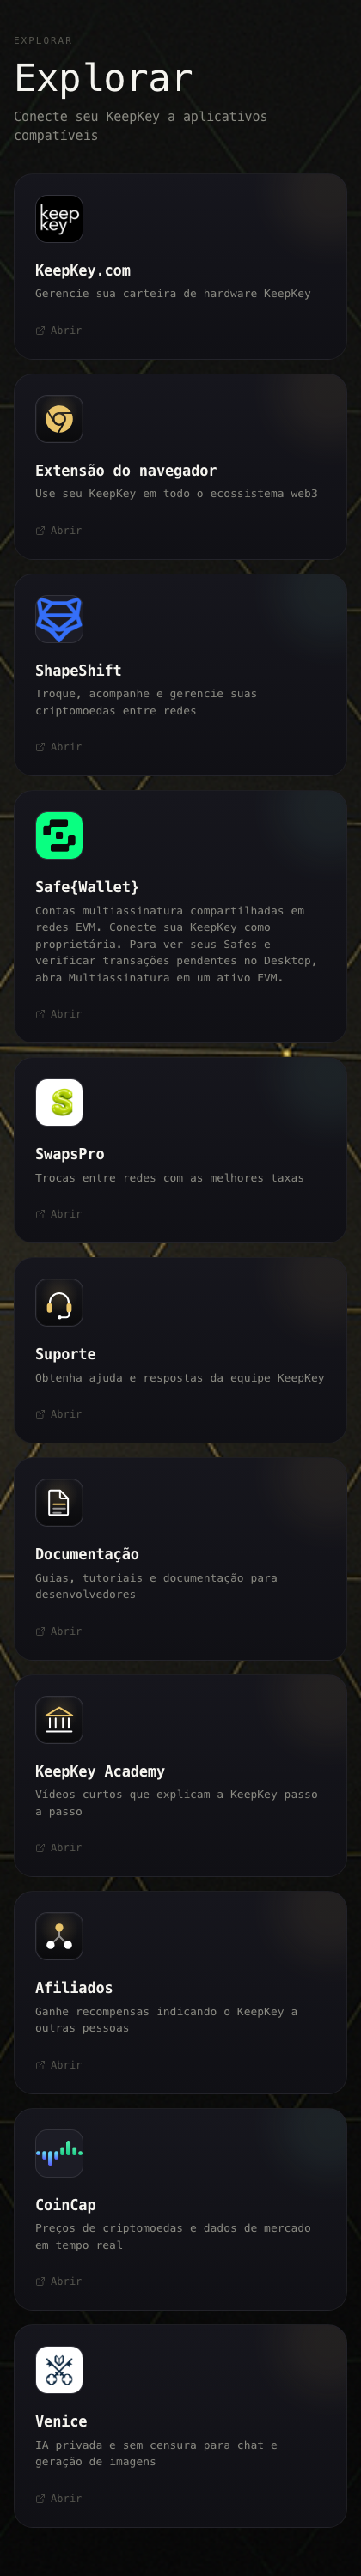 EXPLORAR
Explorar
Conecte seu KeepKey a aplicativos
compatíveis
keep
key
KeepKey.com
Gerencie sua carteira de hardware KeepKey
Abrir
Extensão do navegador
Use seu KeepKey em todo o ecossistema web3
Abrir
ShapeShift
Troque, acompanhe e gerencie suas
criptomoedas entre redes
Abrir
Safe{Wallet}
Contas multiassinatura compartilhadas em
redes EVM. Conecte sua KeepKey como
proprietária. Para ver seus Safes e
verificar transações pendentes no Desktop,
abra Multiassinatura em um ativo EVM.
Abrir
S
SwapsPro
Trocas entre redes com as melhores taxas
Abrir
Suporte
Obtenha ajuda e respostas da equipe KeepKey
Abrir
Documentação
Guias, tutoriais e documentação para
desenvolvedores
Abrir
KeepKey Academy
Vídeos curtos que explicam a KeepKey passo
a passo
Abrir
Afiliados
Ganhe recompensas indicando o KeepKey a
outras pessoas
Abrir
CoinCap
Preços de criptomoedas e dados de mercado
em tempo real
Abrir
Venice
IA privada e sem censura para chat e
geração de imagens
Abrir